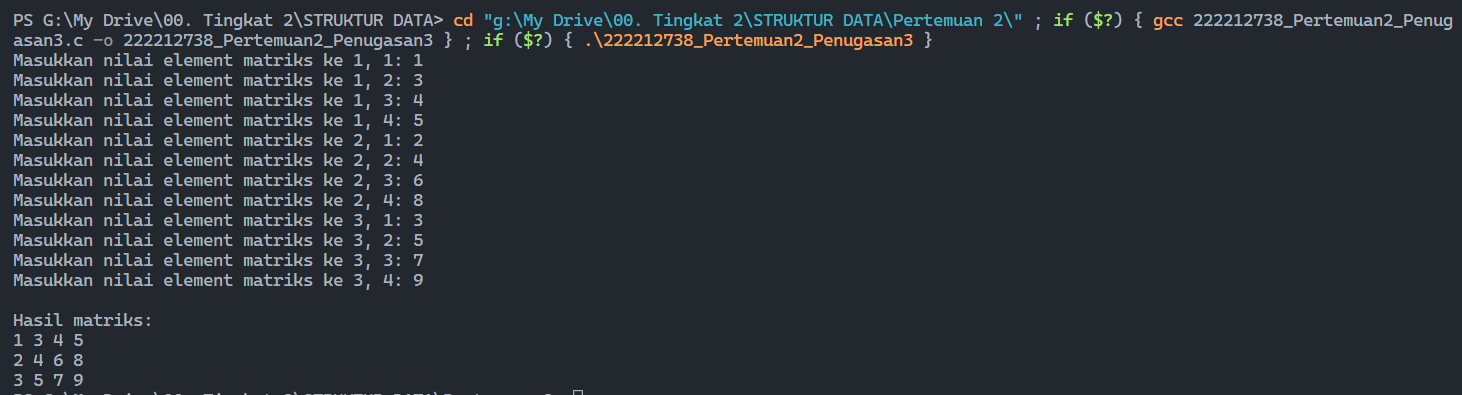 PS G:\My Drive\00. Tingkat 2\STRUKTUR DATA> cd "g:\My Drive\00. Tingkat 2\STRUKTUR DATA\Pertemuan 2\" ; if ($?) { gcc 222212738_Pertemuan2_Penug
asan3.c -o 222212738_Pertemuan2_Penugasan3 } ; if ($?) { .\222212738_Pertemuan2_Penugasan3 }
Masukkan nilai element matriks ke 1, 1: 1
Masukkan nilai element matriks ke 1, 2: 3
Masukkan nilai element matriks ke 1, 3: 4
Masukkan nilai element matriks ke 1, 4: 5
Masukkan nilai element matriks ke 2, 1: 2
Masukkan nilai element matriks ke 2, 2: 4
Masukkan nilai element matriks ke 2, 3: 6
Masukkan nilai element matriks ke 2, 4: 8
Masukkan nilai element matriks ke 3, 1: 3
Masukkan nilai element matriks ke 3, 2: 5
Masukkan nilai element matriks ke 3, 3: 7
Masukkan nilai element matriks ke 3, 4: 9
Hasil matriks:
1 3 4 5
2 4 6 8
3 5 7 9